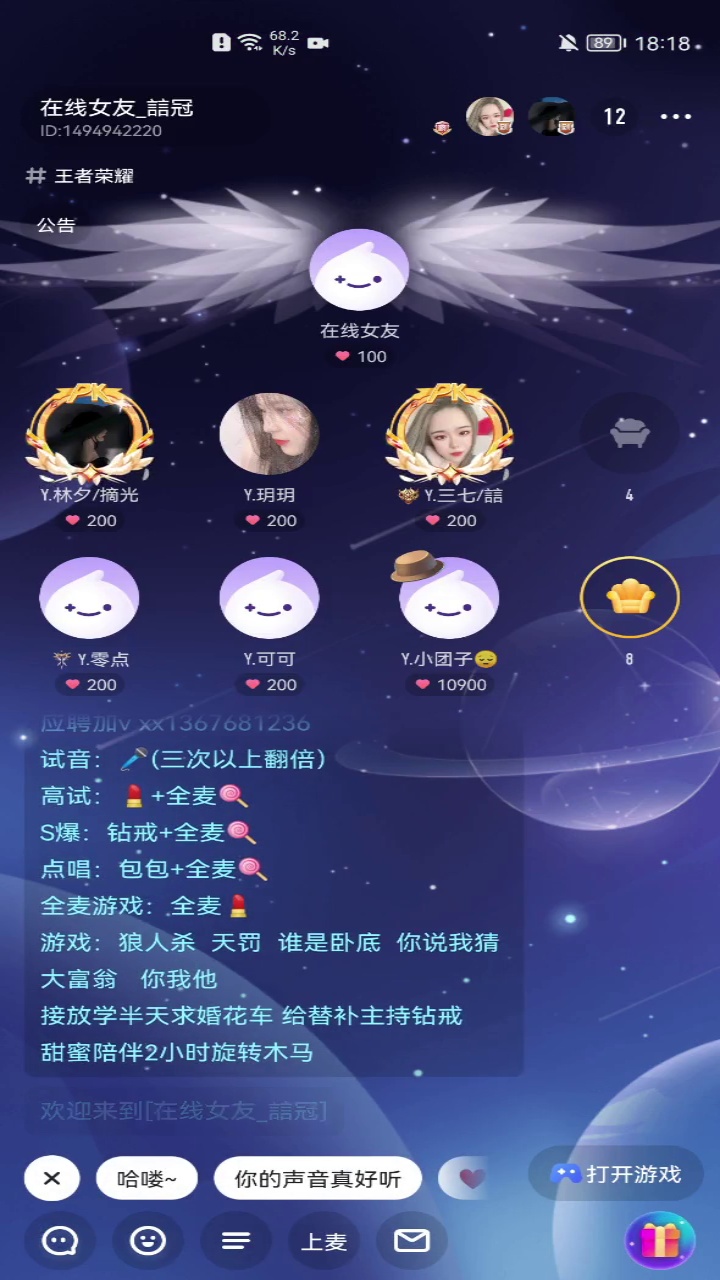 68.2
K/s
89
18:18
在线女友_誩冠
ID:1494942220
12
# 王者荣耀
公告
在线女友
100
PK
PK
Y.林夕/摘光
Y.玥玥
Y.三七/誩
4
200
200
200
Y.零点
Y.可可
Y.小团子
8
200
200
10900
应聘加v xx1367681236
试音：(三次以上翻倍)
高试：+全麦
S爆：钻戒+全麦
点唱：包包+全麦
全麦游戏：全麦
游戏：狼人杀 天罚 谁是卧底 你说我猜
大富翁 你我他
接放学半天求婚花车 给替补主持钻戒
甜蜜陪伴2小时旋转木马
欢迎来到[在线女友_誩冠]
哈喽~
你的声音真好听
打开游戏
上麦